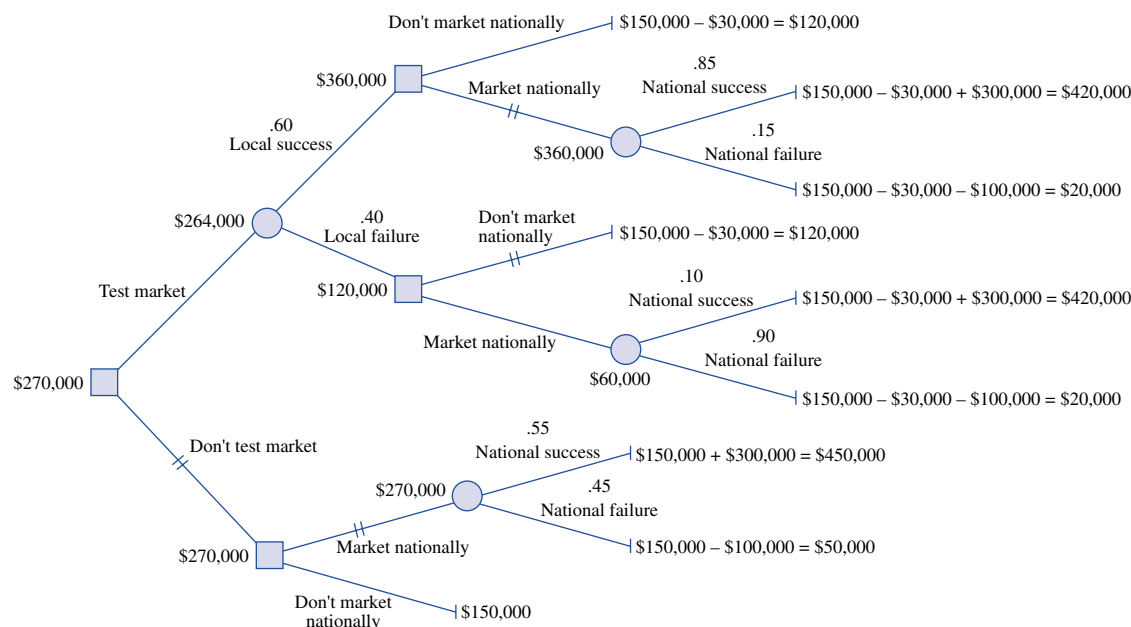 Don't market nationally
$150,000 – $30,000 = $120,000
$360,000
Market nationally
.85
National success
$150,000 – $30,000 + $300,000 = $420,000
.60
Local success
$360,000
.15
National failure
$150,000 – $30,000 – $100,000 = $20,000
$264,000
.40
Local failure
Don't market
nationally
$150,000 – $30,000 = $120,000
Test market
$120,000
.10
National success
$150,000 – $30,000 + $300,000 = $420,000
Market nationally
.90
National failure
$60,000
$150,000 – $30,000 – $100,000 = $20,000
$270,000
Don't test market
.55
National success
$150,000 + $300,000 = $450,000
$270,000
.45
National failure
$150,000 – $100,000 = $50,000
$270,000
Market nationally
Don't market
nationally
$150,000